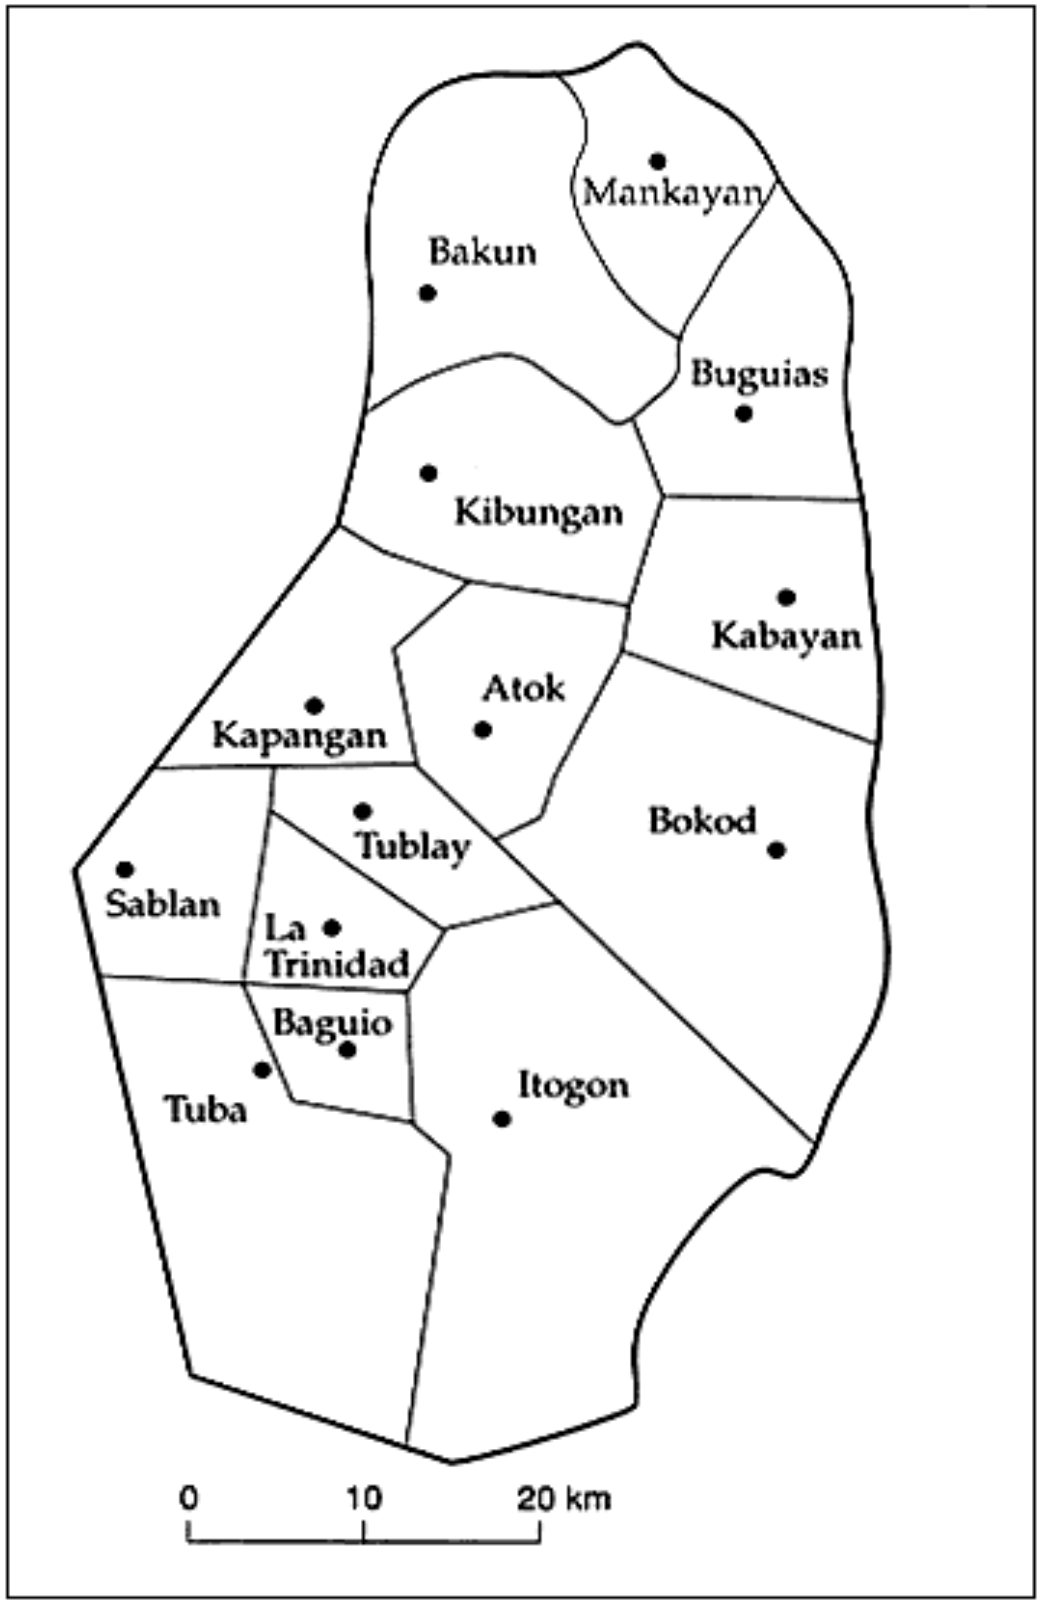 Mankayan
Bakun
Buguias
Kibungan
Kabayan
Atok
Kapangan
Bokod
Tublay
Sablan
La
Trinidad
Baguio
Itogon
Tuba
0 10 20 km